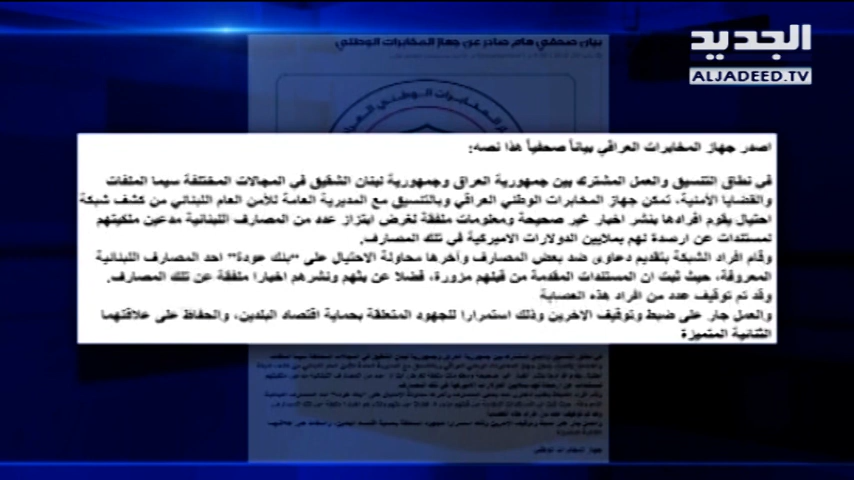 الجديد
ALJADEED.TV
بيان صحفي هام صادر عن جهاز المخابرات الوطني
اصدر جهاز المخابرات العراقي بياناً صحفياً هذا نصه:
في نطاق التنسيق والعمل المشترك بين جمهورية العراق وجمهورية لبنان الشقيق في المجالات المختلفة سيما الملفات
والقضايا الأمنية، تمكن جهاز المخابرات الوطني العراقي وبالتنسيق مع المديرية العامة للأمن العام اللبناني من كشف شبكة
احتيال يقوم أفرادها بنشر اخبار غير صحيحة ومعلومات ملفقة لغرض ابتزاز عدد من المصارف اللبنانية مدعين ملكيتهم
لمستندات عن ارصدة لهم بملايين الدولارات الاميركية في تلك المصارف.
وقام افراد الشبكة بتقديم دعاوى ضد بعض المصارف وآخرها محاولة الاحتيال على "بنك عودة" احد المصارف اللبنانية
المعروفة، حيث ثبت ان المستندات المقدمة من قبلهم مزورة، فضلا عن بثهم ونشرهم اخبارا ملفقة عن تلك المصارف.
وقد تم توقيف عدد من افراد هذه العصابة
والعمل جار على ضبط وتوقيف الاخرين وذلك استمرارا للجهود المتعلقة بحماية اقتصاد البلدين، والحفاظ على علاقتهما
الثنائية المتميزة